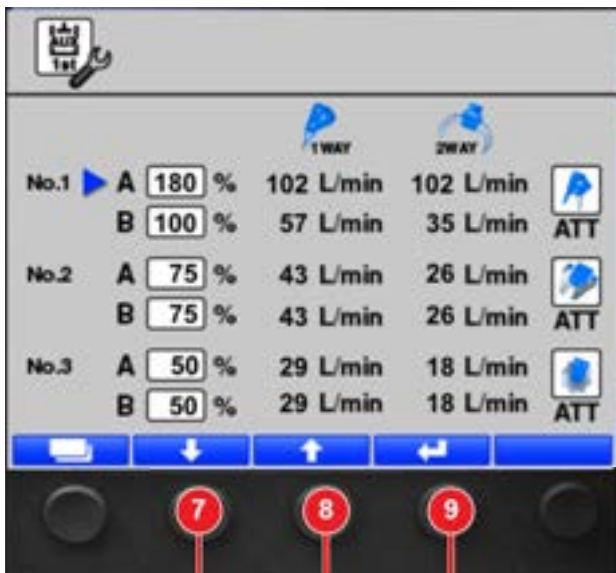 AUX
1st
1WAY 2WAY
No.1 A 180 % 102 L/min 102 L/min
B 100 % 57 L/min 35 L/min ATT
No.2 A 75 % 43 L/min 26 L/min
B 75 % 43 L/min 26 L/min ATT
No.3 A 50 % 29 L/min 18 L/min
B 50 % 29 L/min 18 L/min ATT
7 8 9